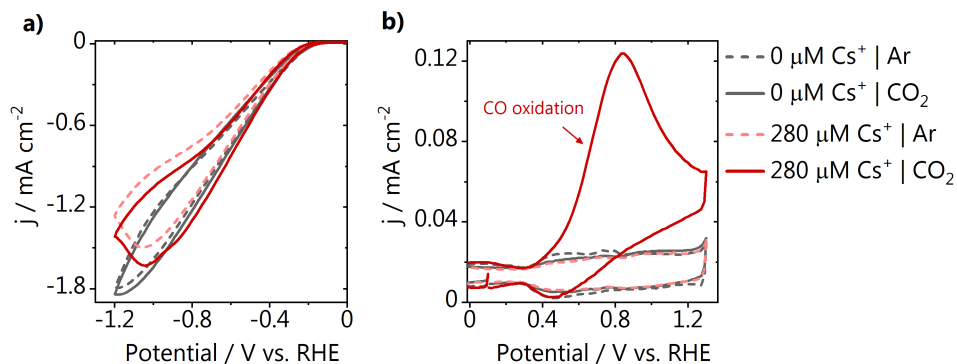 a)
0
-0.6
-1.2
-1.8
j / mA cm⁻²
-1.2
-0.8
-0.4
0
Potential / V vs. RHE
b)
0.12
0.08
0.04
0
j / mA cm⁻²
CO oxidation
0
0.4
0.8
1.2
Potential / V vs. RHE
0 μM Cs⁺ | Ar
0 μM Cs⁺ | CO₂
280 μM Cs⁺ | Ar
280 μM Cs⁺ | CO₂